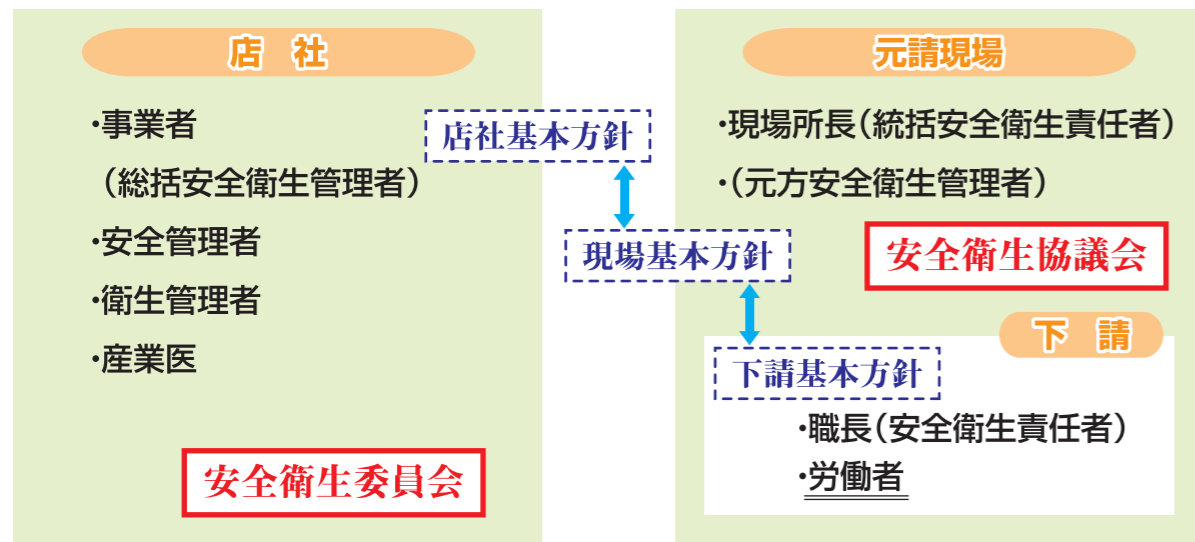 店 社
・事業者
（総括安全衛生管理者）
・安全管理者
・衛生管理者
・産業医
安全衛生委員会
店社基本方針
現場基本方針
下請基本方針
元請現場
・現場所長（統括安全衛生責任者）
・（元方安全衛生管理者）
安全衛生協議会
下 請
・職長（安全衛生責任者）
・労働者